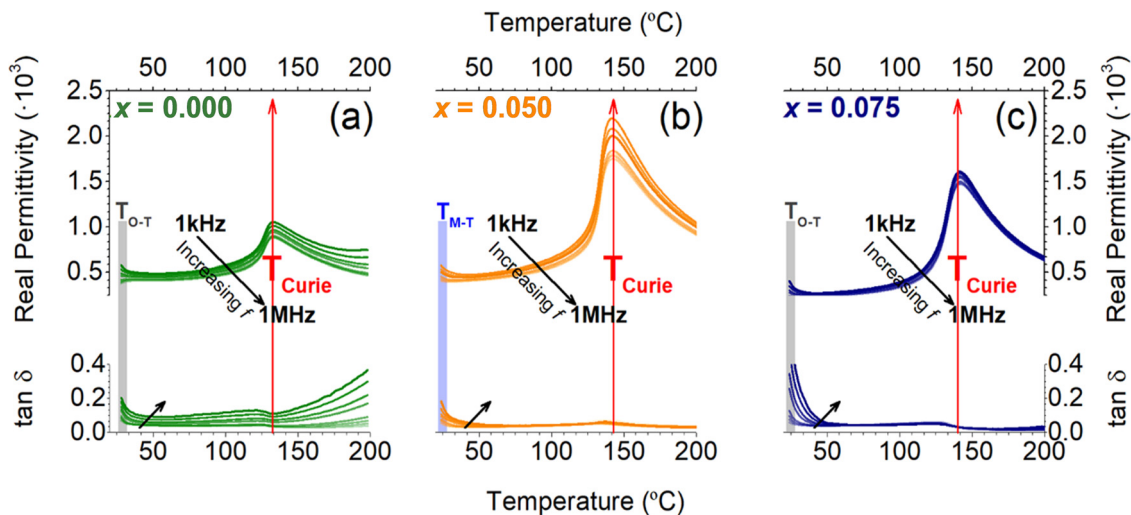 Temperature (ºC)
50 100 150 200
50 100 150 200
50 100 150 200
Real Permittivity (·10³)
2.5
2.0
1.5
1.0
0.5
x = 0.000
(a)
T O-T
1kHz
Increasing f
1MHz
T Curie
x = 0.050
(b)
T M-T
1kHz
Increasing f
1MHz
T Curie
x = 0.075
(c)
T O-T
1kHz
Increasing f
1MHz
T Curie
2.5
2.0
1.5
1.0
0.5
Real Permittivity (·10³)
tan δ
0.4
0.2
0.0
0.4
0.2
0.0
tan δ
50 100 150 200
50 100 150 200
50 100 150 200
Temperature (ºC)